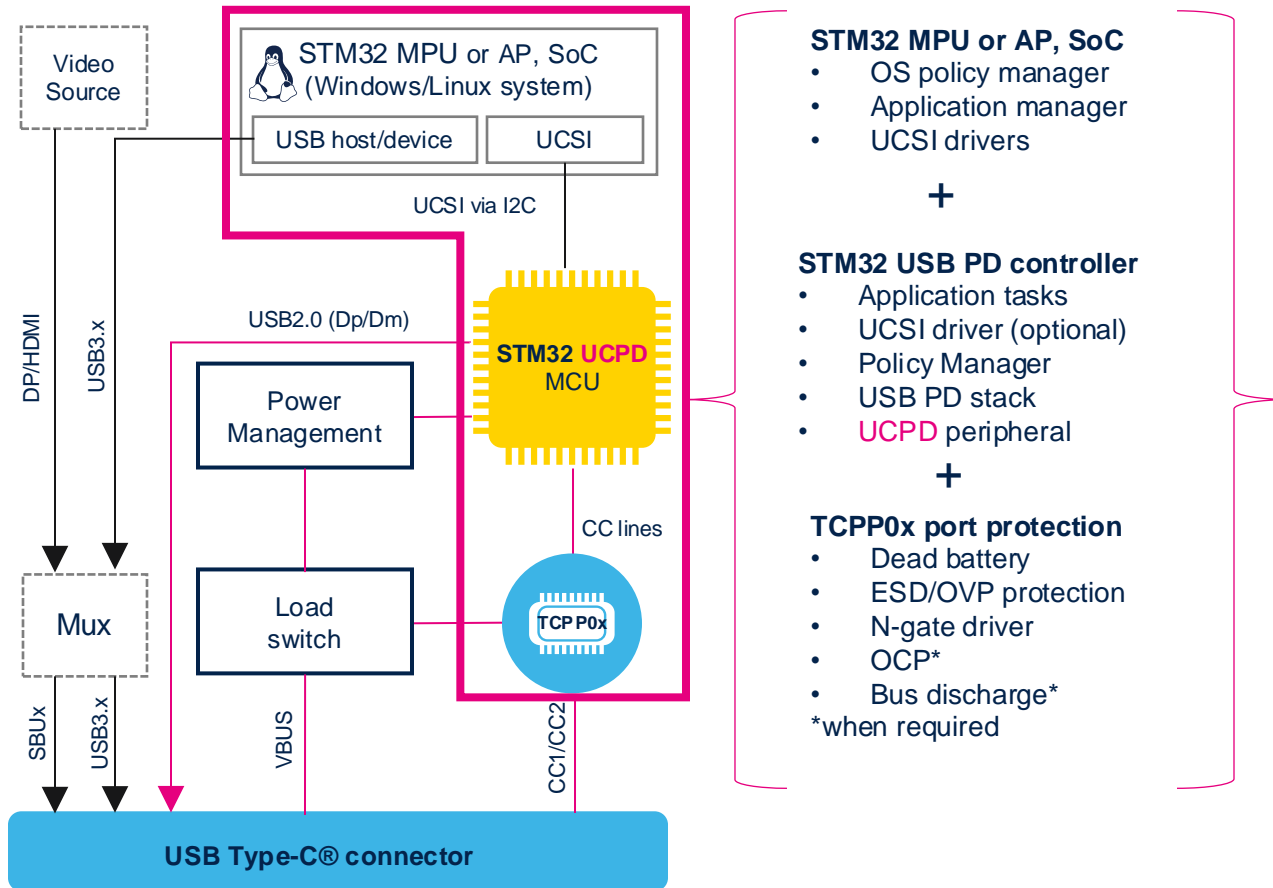 Video
Source
STM32 MPU or AP, SoC
(Windows/Linux system)
USB host/device
UCSI
UCSI via I2C
DP/HDMI
USB3.x
USB2.0 (Dp/Dm)
STM32 UCPD
MCU
Power
Management
CC lines
Mux
Load
switch
TCPP0x
SBUx
USB3.x
VBUS
CC1/CC2
USB Type-C® connector
STM32 MPU or AP, SoC
• OS policy manager
• Application manager
• UCSI drivers
+
STM32 USB PD controller
• Application tasks
• UCSI driver (optional)
• Policy Manager
• USB PD stack
• UCPD peripheral
+
TCPP0x port protection
• Dead battery
• ESD/OVP protection
• N-gate driver
• OCP*
• Bus discharge*
*when required